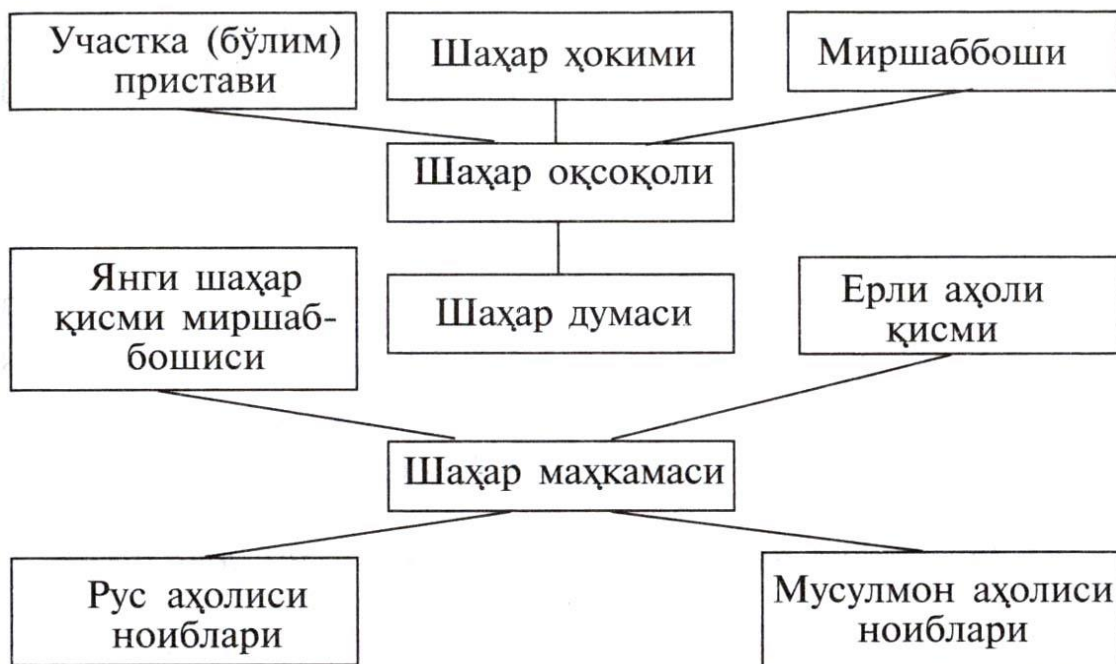 Участка (бўлим)
пристави
Шаҳар ҳокими
Миршаббоши
Шаҳар оқсоқоли
Янги шаҳар
қисми миршаб-
бошиси
Шаҳар думаси
Ерли аҳоли
қисми
Шаҳар маҳкамаси
Рус аҳолиси
ноиблари
Мусулмон аҳолиси
ноиблари